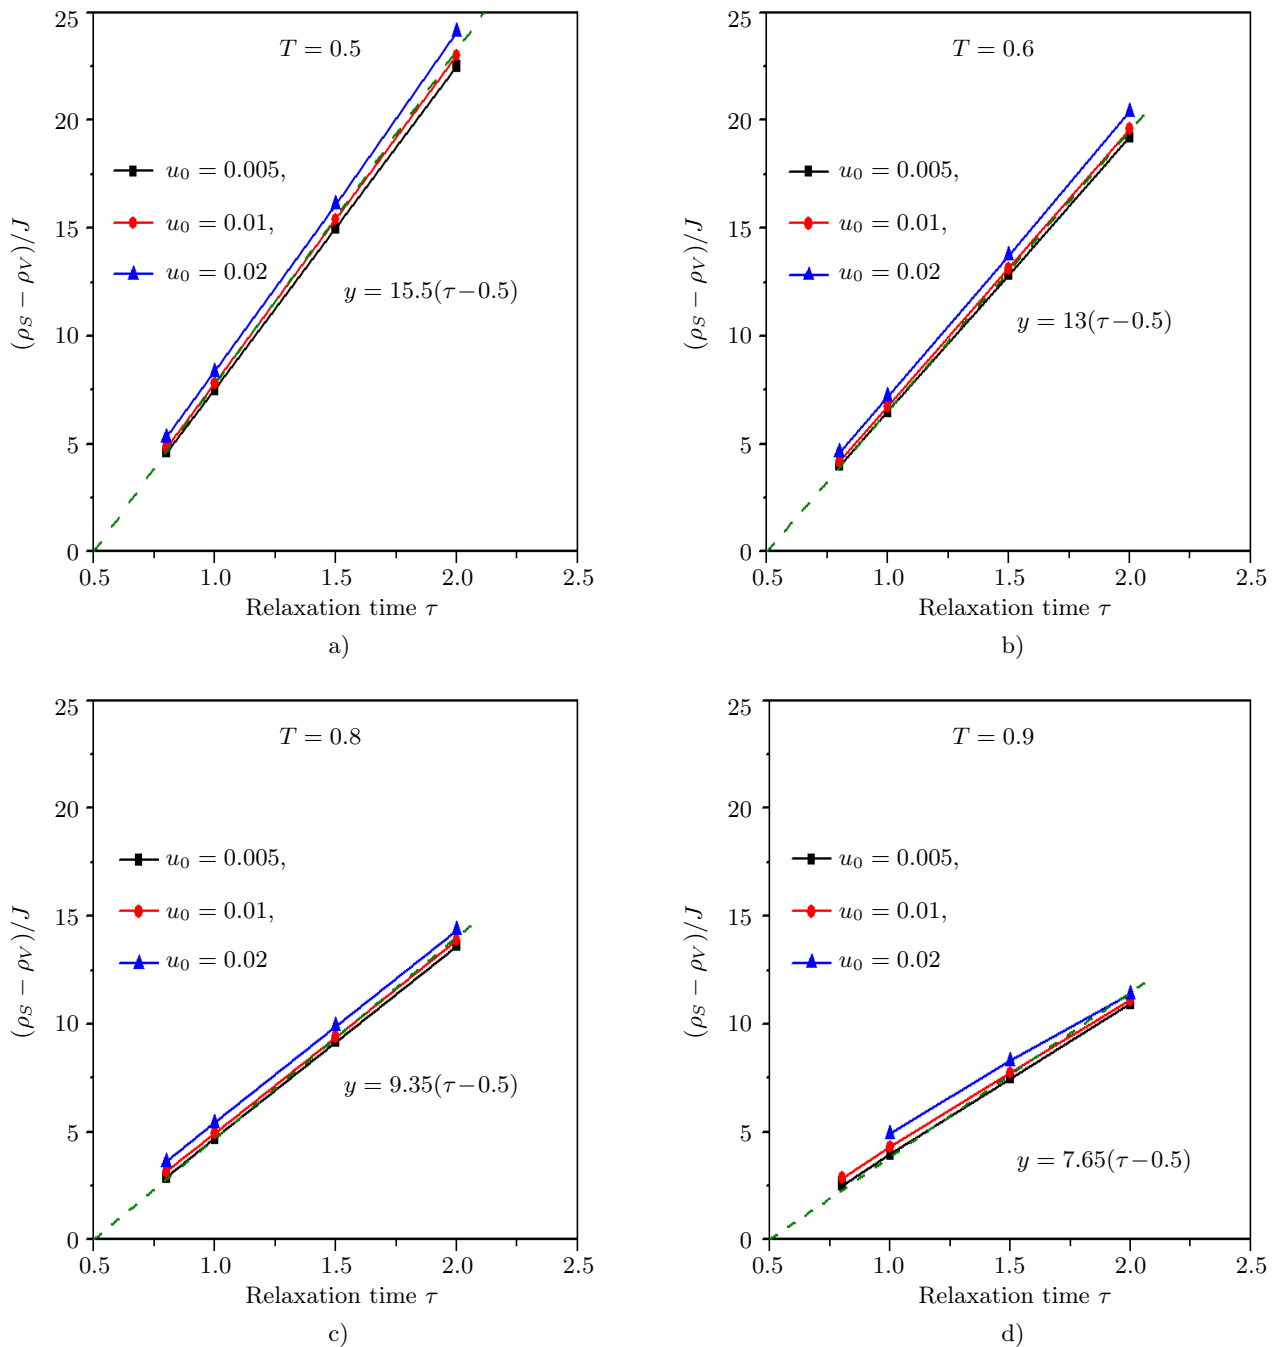 T = 0.5
25
20
15
10
5
0
(ρS − ρV)/J
u0 = 0.005,
u0 = 0.01,
u0 = 0.02
y = 15.5(τ−0.5)
0.5 1.0 1.5 2.0 2.5
Relaxation time τ
a)
T = 0.6
25
20
15
10
5
0
(ρS − ρV)/J
u0 = 0.005,
u0 = 0.01,
u0 = 0.02
y = 13(τ−0.5)
0.5 1.0 1.5 2.0 2.5
Relaxation time τ
b)
T = 0.8
25
20
15
10
5
0
(ρS − ρV)/J
u0 = 0.005,
u0 = 0.01,
u0 = 0.02
y = 9.35(τ−0.5)
0.5 1.0 1.5 2.0 2.5
Relaxation time τ
c)
T = 0.9
25
20
15
10
5
0
(ρS − ρV)/J
u0 = 0.005,
u0 = 0.01,
u0 = 0.02
y = 7.65(τ−0.5)
0.5 1.0 1.5 2.0 2.5
Relaxation time τ
d)